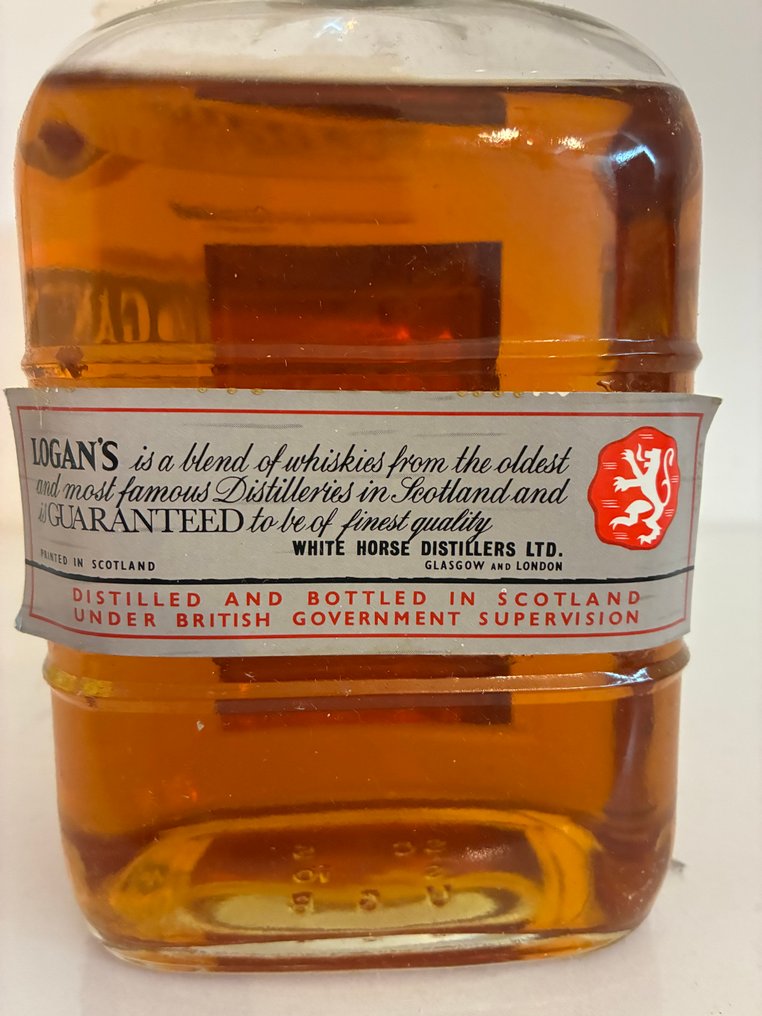 LOGAN'S is a blend of whiskies from the oldest
and most famous Distilleries in Scotland and
is GUARANTEED to be of finest quality
WHITE HORSE DISTILLERS LTD.
PRINTED IN SCOTLAND GLASGOW AND LONDON
DISTILLED AND BOTTLED IN SCOTLAND
UNDER BRITISH GOVERNMENT SUPERVISION